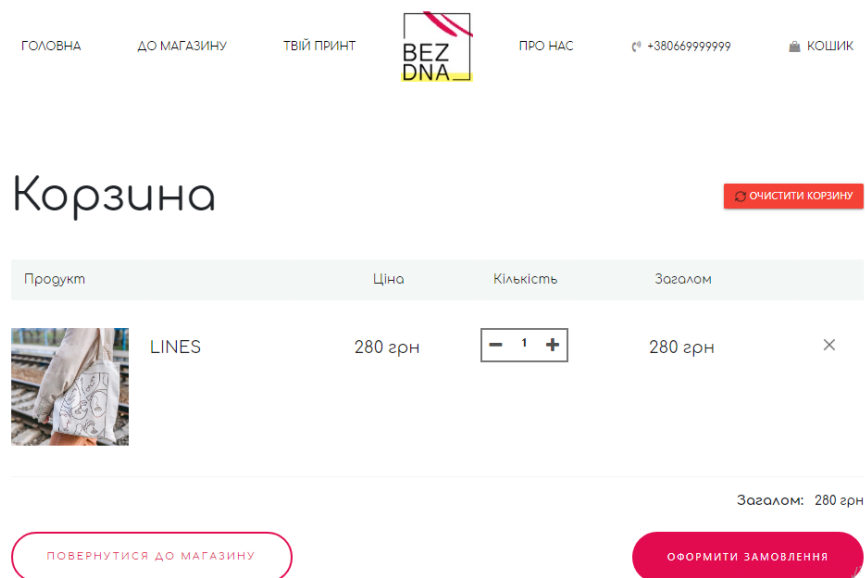 ГОЛОВНА ДО МАГАЗИНУ ТВІЙ ПРИНТ BEZ DNA ПРО НАС +380669999999 КОШИК
Корзина
ОЧИСТИТИ КОРЗИНУ
Продукт Ціна Кількість Загалом
LINES 280 грн 1 280 грн
Загалом: 280 грн
ПОВЕРНУТИСЯ ДО МАГАЗИНУ ОФОРМИТИ ЗАМОВЛЕННЯ